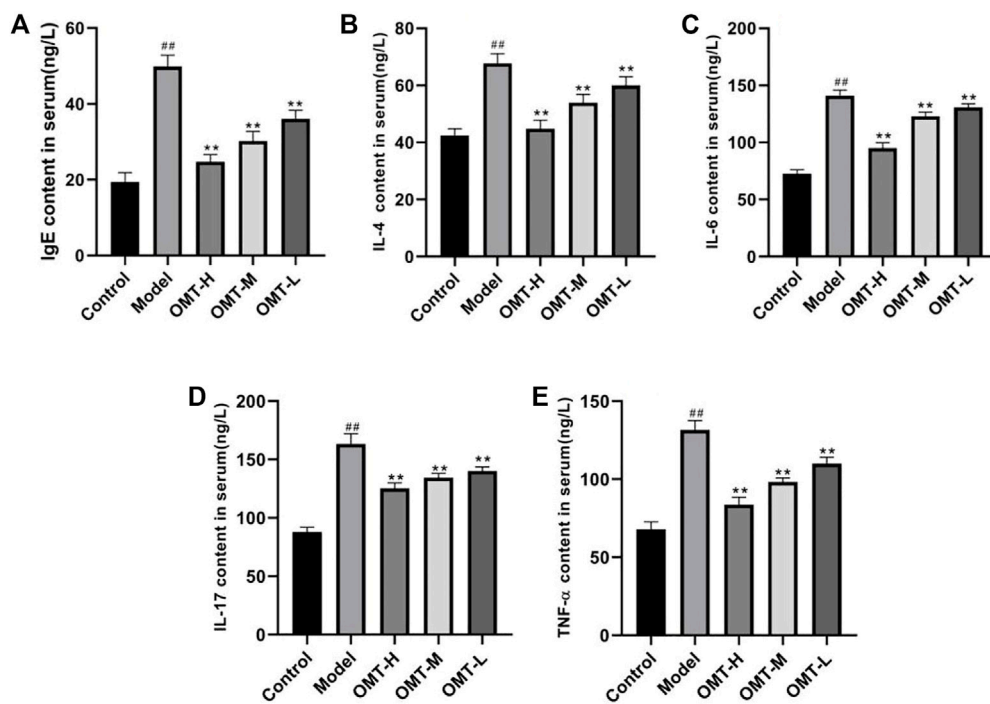 A
IgE content in serum(ng/L)
60
40
20
0
##
**
**
**
Control
Model
OMT-H
OMT-M
OMT-L
B
IL-4 content in serum(ng/L)
80
60
40
20
0
##
**
**
**
Control
Model
OMT-H
OMT-M
OMT-L
C
IL-6 content in serum(ng/L)
200
150
100
50
0
##
**
**
**
Control
Model
OMT-H
OMT-M
OMT-L
D
IL-17 content in serum(ng/L)
200
150
100
50
0
##
**
**
**
Control
Model
OMT-H
OMT-M
OMT-L
E
TNF-α content in serum(ng/L)
150
100
50
0
##
**
**
**
Control
Model
OMT-H
OMT-M
OMT-L